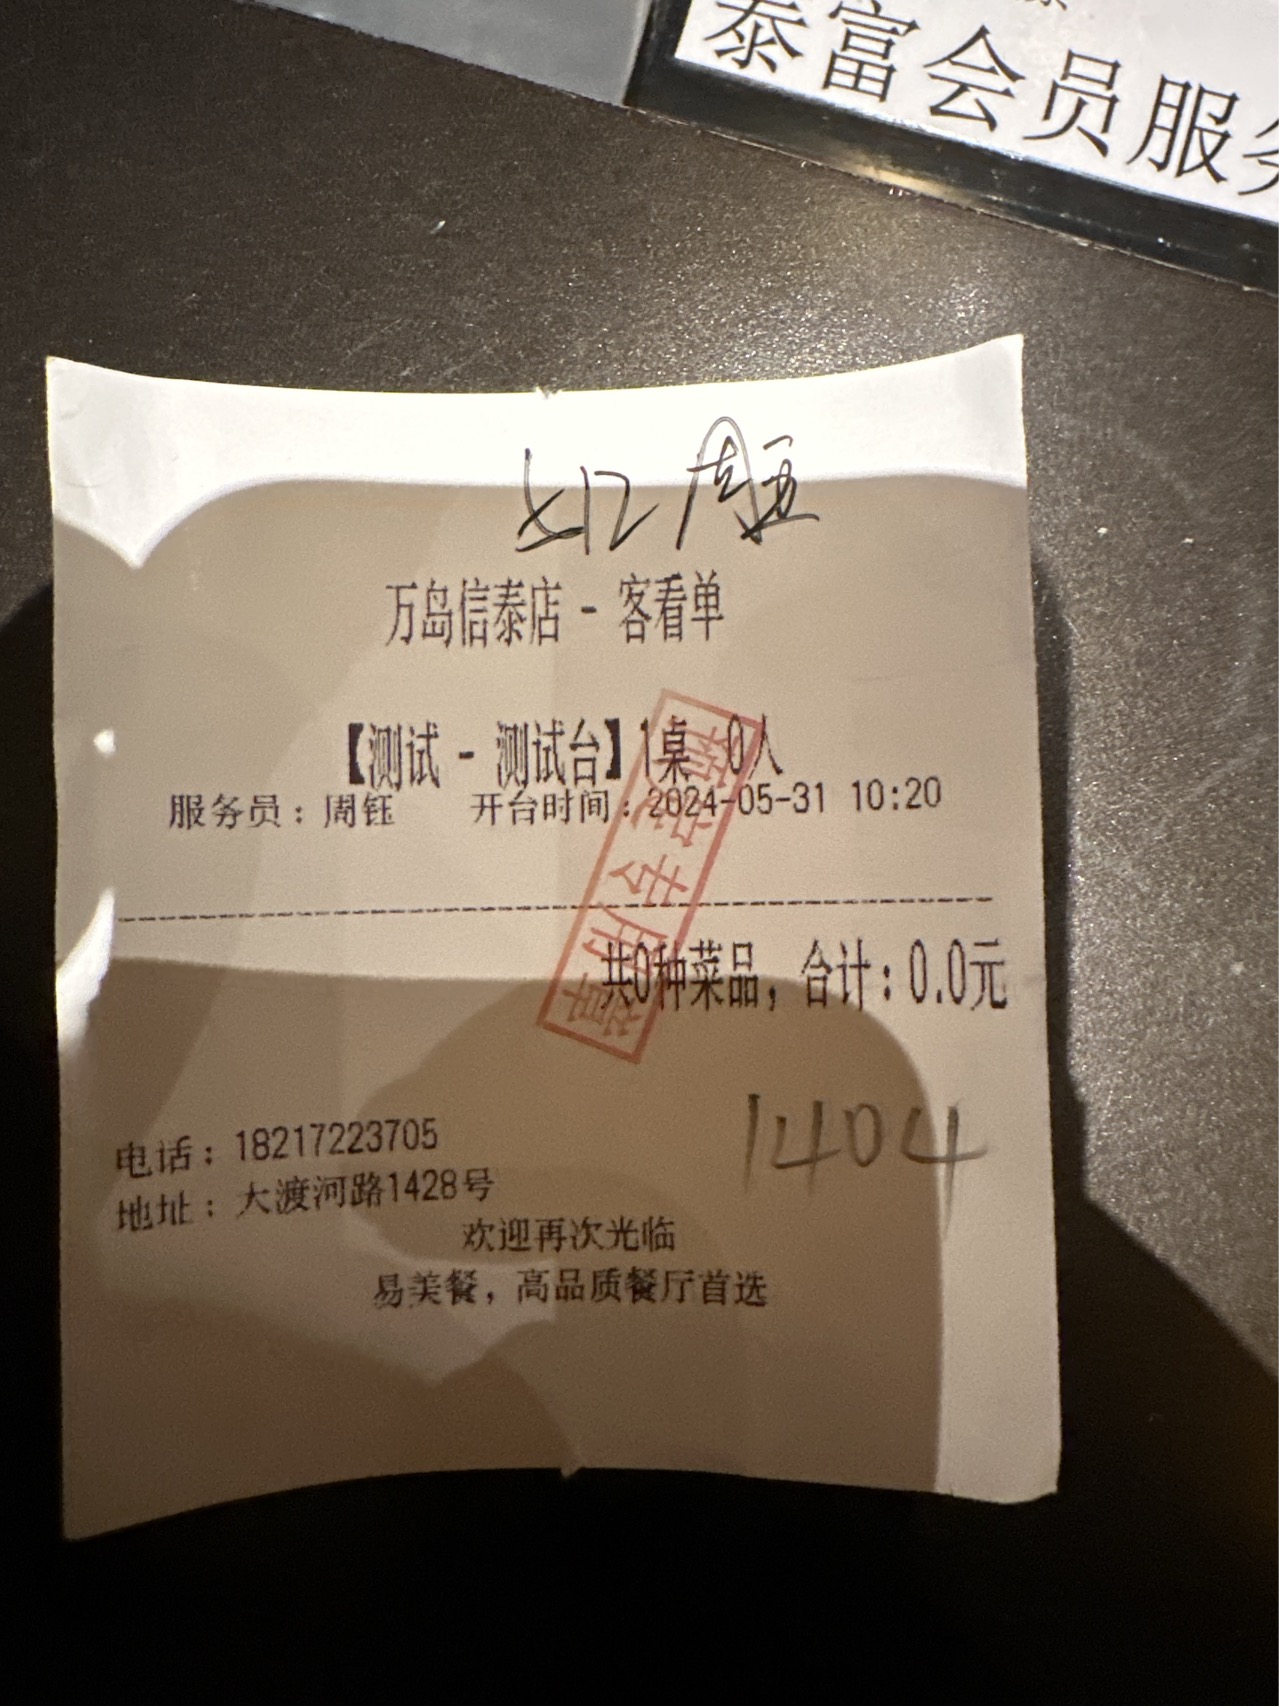 泰富会员服务
万岛信泰店 - 客看单
【测试 - 测试台】1桌 0人
服务员：周钰 开台时间：2024-05-31 10:20
共0种菜品，合计：0.0元
1404
电话：18217223705
地址：大渡河路1428号
欢迎再次光临
易美餐，高品质餐厅首选